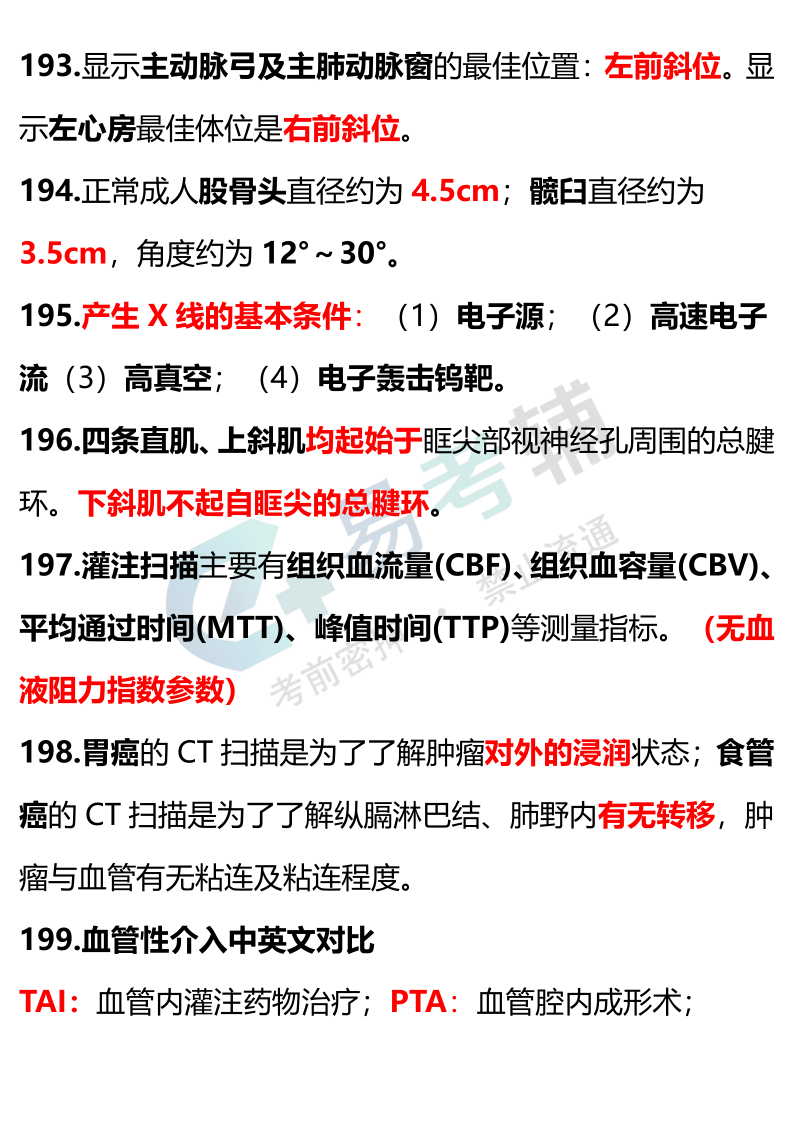 193.显示主动脉弓及主肺动脉窗的最佳位置：左前斜位。显
示左心房最佳体位是右前斜位。
194.正常成人股骨头直径约为 4.5cm；髋臼直径约为
3.5cm，角度约为 12°～30°。
195.产生 X 线的基本条件：（1）电子源；（2）高速电子
流（3）高真空；（4）电子轰击钨靶。
196.四条直肌、上斜肌均起始于眶尖部视神经孔周围的总腱
环。下斜肌不起自眶尖的总腱环。
197.灌注扫描主要有组织血流量(CBF)、组织血容量(CBV)、
平均通过时间(MTT)、峰值时间(TTP)等测量指标。（无血
液阻力指数参数）
198.胃癌的 CT 扫描是为了了解肿瘤对外的浸润状态；食管
癌的 CT 扫描是为了了解纵膈淋巴结、肺野内有无转移，肿
瘤与血管有无粘连及粘连程度。
199.血管性介入中英文对比
TAI：血管内灌注药物治疗；PTA：血管腔内成形术；
易考辅
考前密押 · 禁止流通